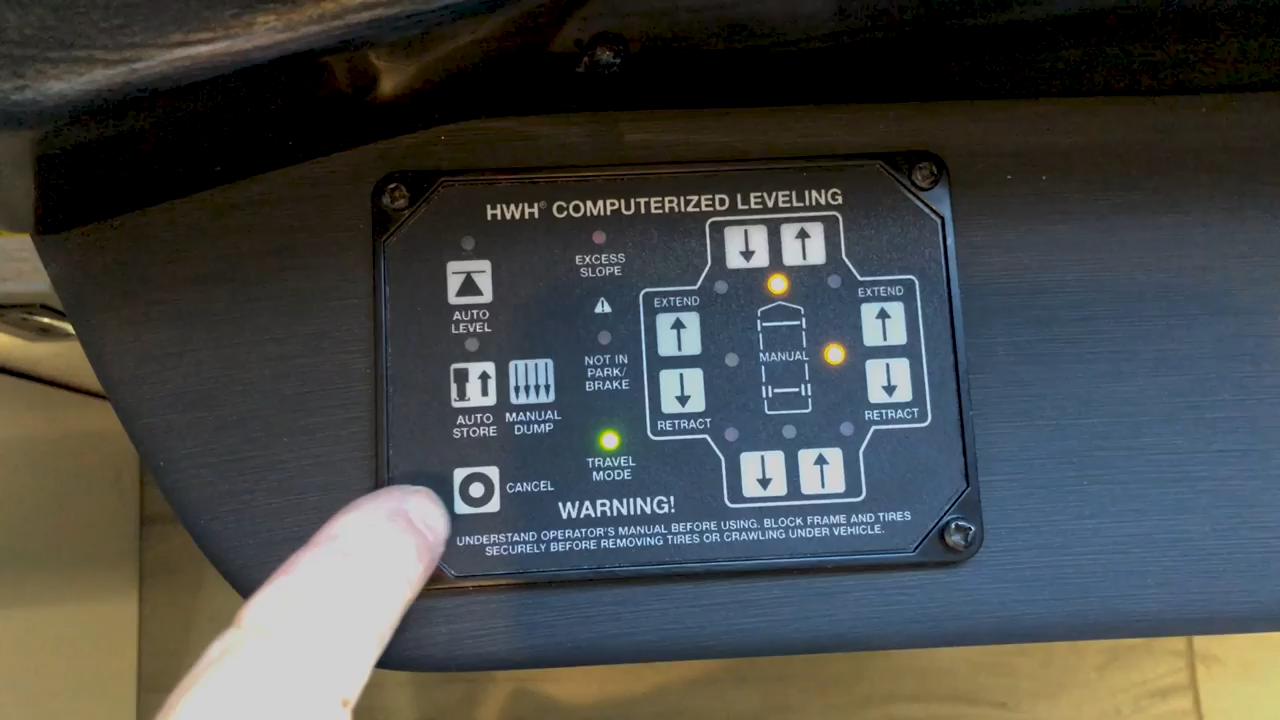 HWH® COMPUTERIZED LEVELING
EXCESS
SLOPE
AUTO
LEVEL
NOT IN
PARK/
BRAKE
AUTO
STORE
MANUAL
DUMP
TRAVEL
MODE
CANCEL
EXTEND
RETRACT
MANUAL
EXTEND
RETRACT
WARNING!
UNDERSTAND OPERATOR'S MANUAL BEFORE USING. BLOCK FRAME AND TIRES
SECURELY BEFORE REMOVING TIRES OR CRAWLING UNDER VEHICLE.